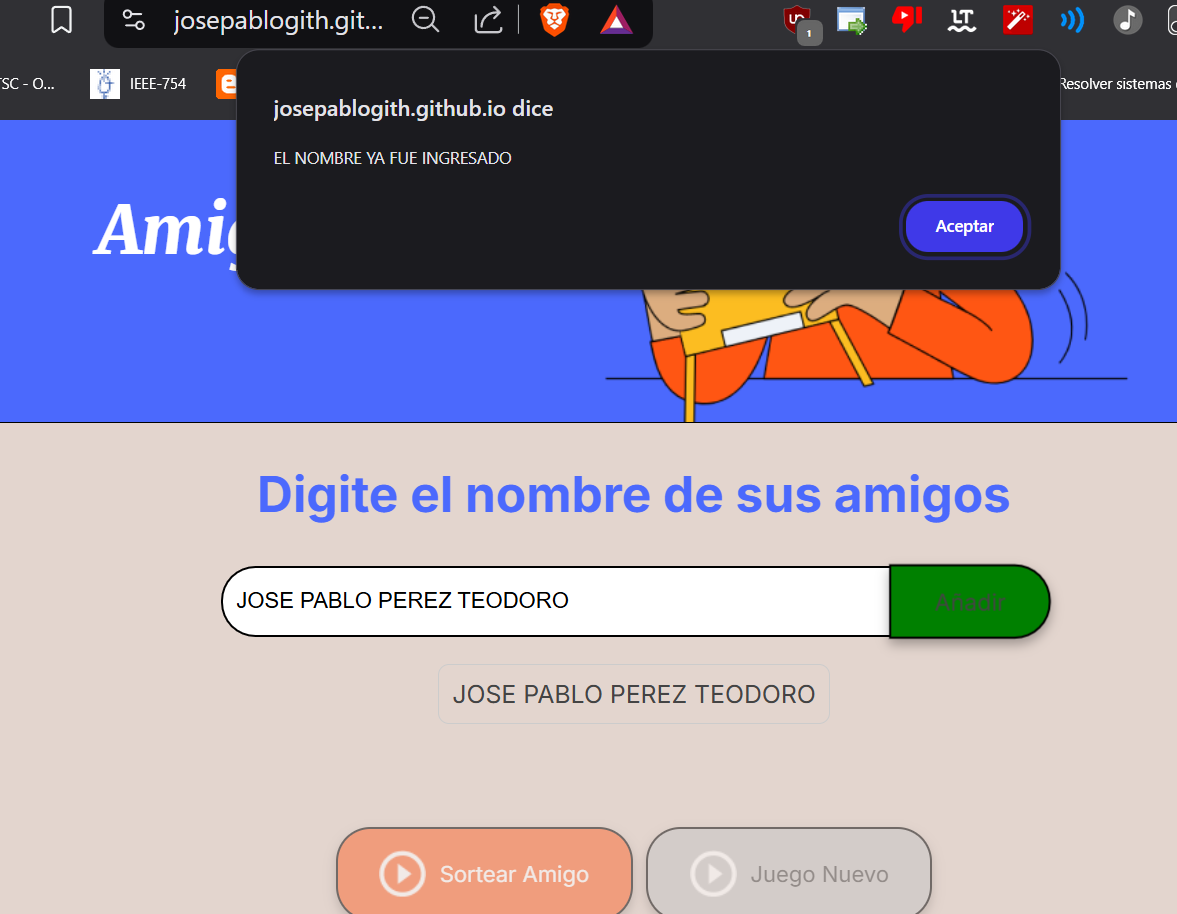 josepablogith.git...
1
TSC - O...
IEEE-754
Resolver sistemas
josepablogith.github.io dice
EL NOMBRE YA FUE INGRESADO
Aceptar
Amig
Digite el nombre de sus amigos
JOSE PABLO PEREZ TEODORO
Añadir
JOSE PABLO PEREZ TEODORO
Sortear Amigo
Juego Nuevo